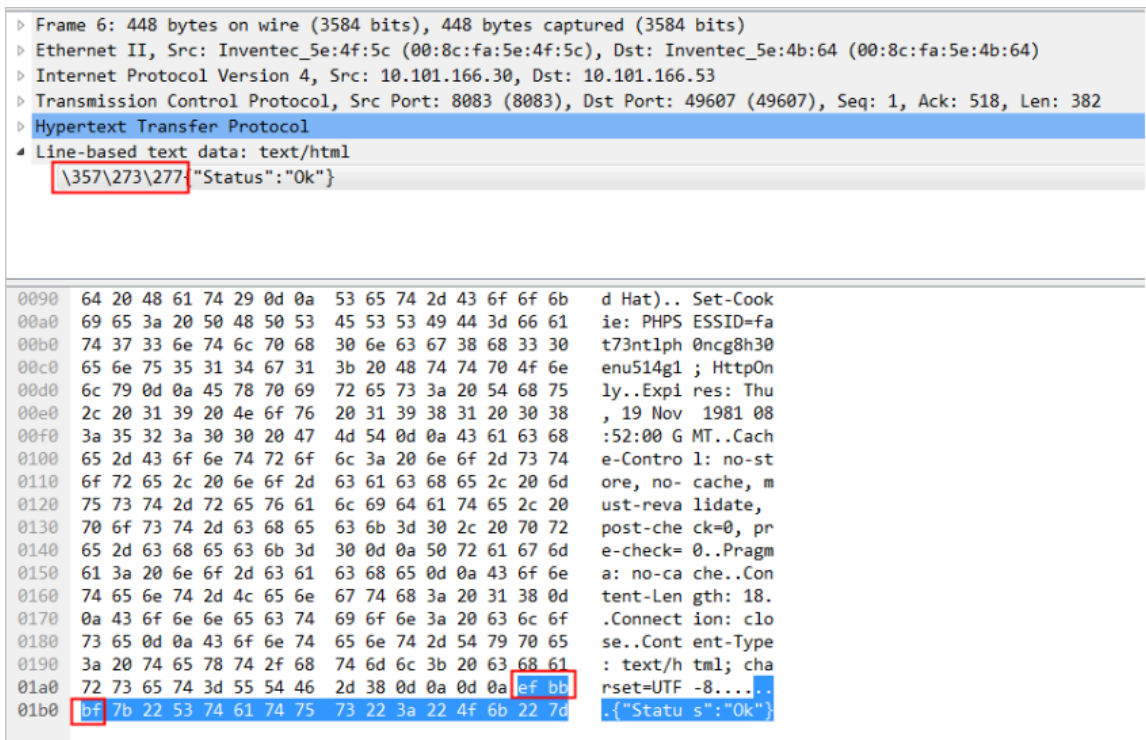 Frame 6: 448 bytes on wire (3584 bits), 448 bytes captured (3584 bits)
Ethernet II, Src: Inventec_5e:4f:5c (00:8c:fa:5e:4f:5c), Dst: Inventec_5e:4b:64 (00:8c:fa:5e:4b:64)
Internet Protocol Version 4, Src: 10.101.166.30, Dst: 10.101.166.53
Transmission Control Protocol, Src Port: 8083 (8083), Dst Port: 49607 (49607), Seq: 1, Ack: 518, Len: 382
Hypertext Transfer Protocol
Line-based text data: text/html
\357\273\277{"Status":"Ok"}
0090 64 20 48 61 74 29 0d 0a 53 65 74 2d 43 6f 6f 6b d Hat).. Set-Cook
00a0 69 65 3a 20 50 48 50 53 45 53 53 49 44 3d 66 61 ie: PHPS ESSID=fa
00b0 74 37 33 6e 74 6c 70 68 30 6e 63 67 38 68 33 30 t73ntlph 0ncg8h30
00c0 65 6e 75 35 31 34 67 31 3b 20 48 74 74 70 4f 6e enu514g1 ; HttpOn
00d0 6c 79 0d 0a 45 78 70 69 72 65 73 3a 20 54 68 75 ly..Expi res: Thu
00e0 2c 20 31 39 20 4e 6f 76 20 31 39 38 31 20 30 38 , 19 Nov 1981 08
00f0 3a 35 32 3a 30 30 20 47 4d 54 0d 0a 43 61 63 68 :52:00 G MT..Cach
0100 65 2d 43 6f 6e 74 72 6f 6c 3a 20 6e 6f 2d 73 74 e-Contro l: no-st
0110 6f 72 65 2c 20 6e 6f 2d 63 61 63 68 65 2c 20 6d ore, no- cache, m
0120 75 73 74 2d 72 65 76 61 6c 69 64 61 74 65 2c 20 ust-reva lidate,
0130 70 6f 73 74 2d 63 68 65 63 6b 3d 30 2c 20 70 72 post-che ck=0, pr
0140 65 2d 63 68 65 63 6b 3d 30 0d 0a 50 72 61 67 6d e-check= 0..Pragm
0150 61 3a 20 6e 6f 2d 63 61 63 68 65 0d 0a 43 6f 6e a: no-ca che..Con
0160 74 65 6e 74 2d 4c 65 6e 67 74 68 3a 20 31 38 0d tent-Len gth: 18.
0170 0a 43 6f 6e 6e 65 63 74 69 6f 6e 3a 20 63 6c 6f .Connect ion: clo
0180 73 65 0d 0a 43 6f 6e 74 65 6e 74 2d 54 79 70 65 se..Cont ent-Type
0190 3a 20 74 65 78 74 2f 68 74 6d 6c 3b 20 63 68 61 : text/h tml; cha
01a0 72 73 65 74 3d 55 54 46 2d 38 0d 0a 0d 0a ef bb rset=UTF -8......
01b0 bf 7b 22 53 74 61 74 75 73 22 3a 22 4f 6b 22 7d .{"Statu s":"Ok"}